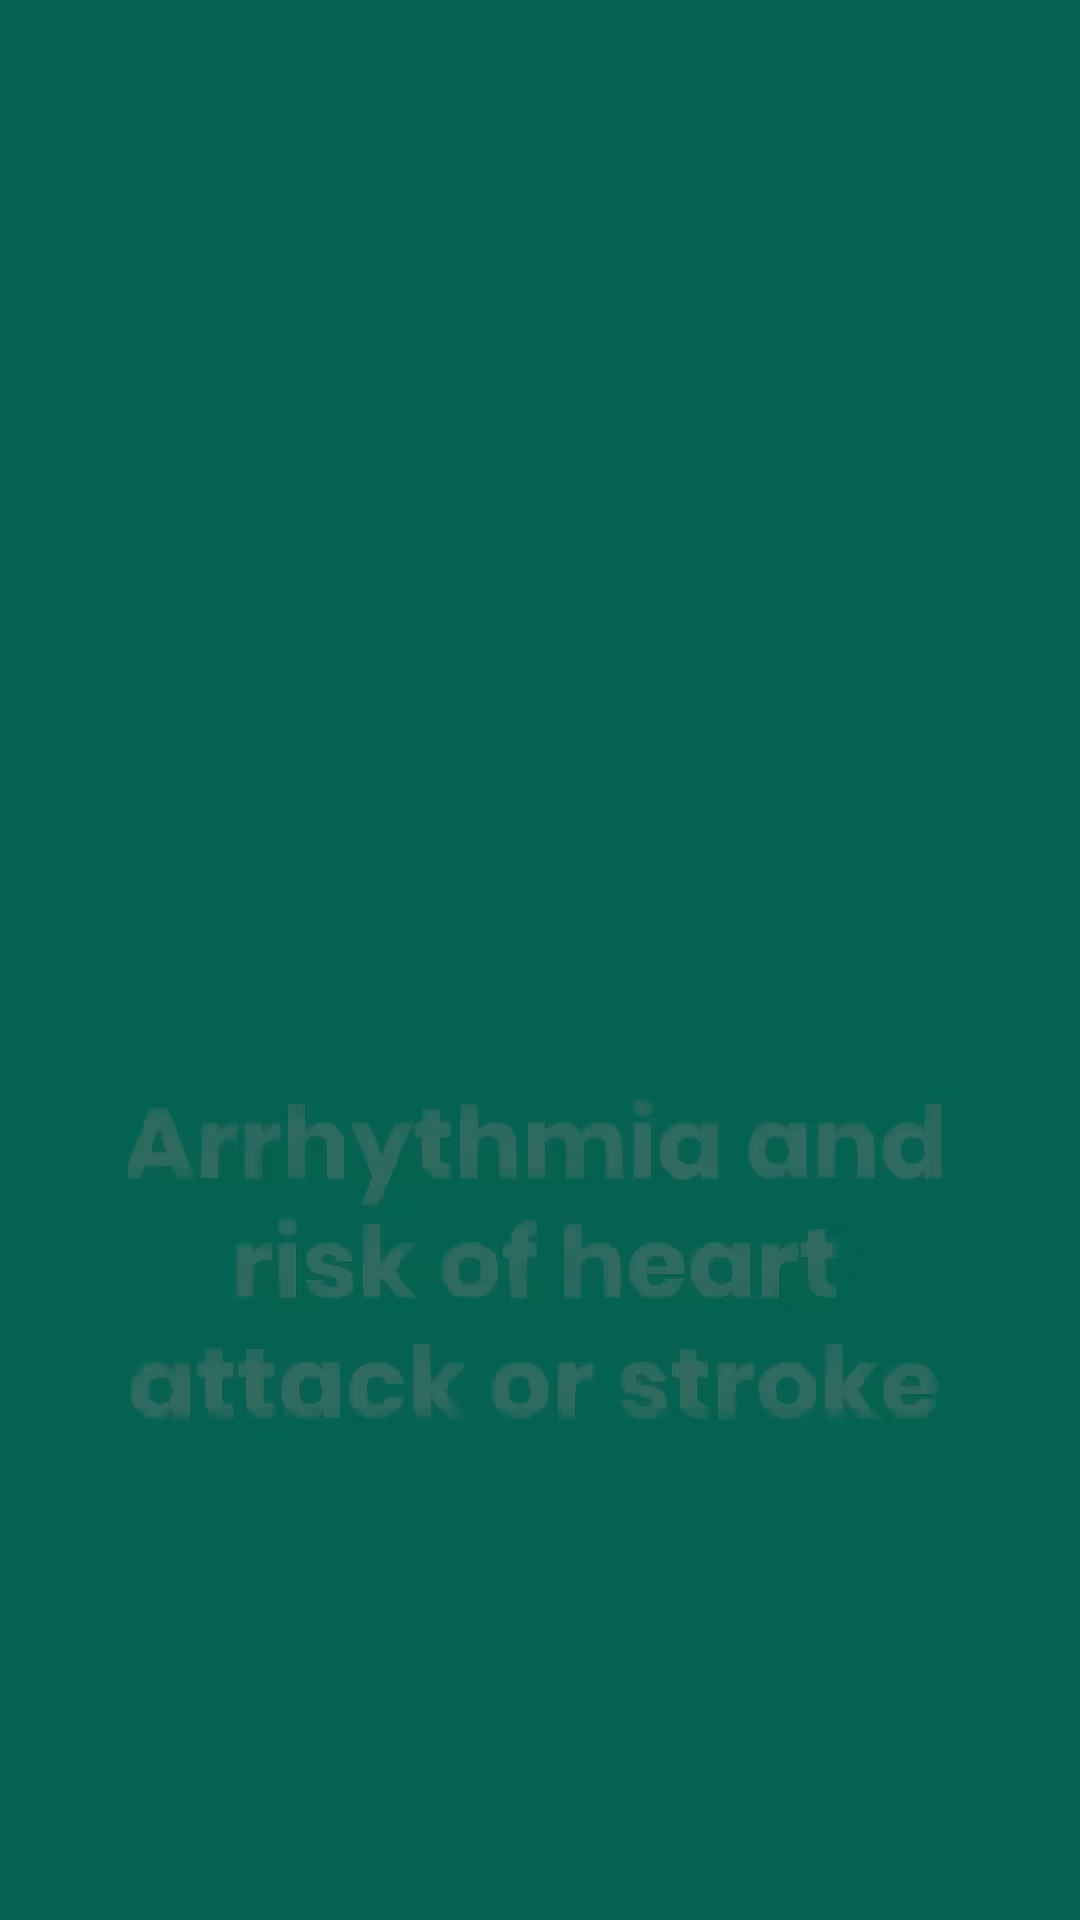 Arrhythmia and
risk of heart
attack or stroke